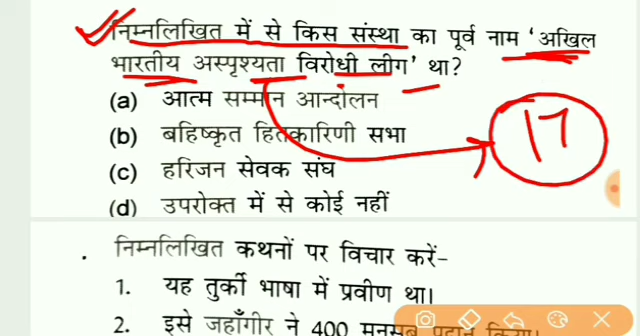 निम्नलिखित में से किस संस्था का पूर्व नाम ‘अखिल
भारतीय अस्पृश्यता विरोधी लीग’ था?
(a) आत्म सम्मान आन्दोलन
(b) बहिष्कृत हितकारिणी सभा
(c) हरिजन सेवक संघ
(d) उपरोक्त में से कोई नहीं
17
निम्नलिखित कथनों पर विचार करें-
1. यह तुर्की भाषा में प्रवीण था।
2. इसे जहाँगीर ने 400